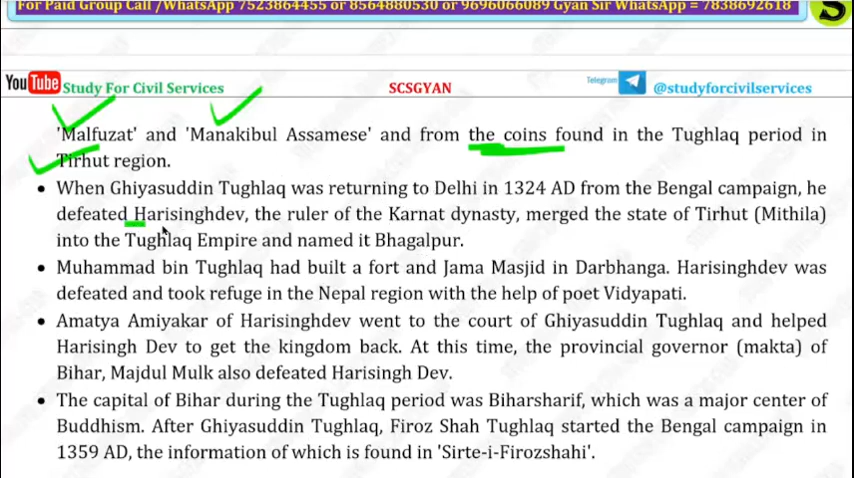 For Paid Group Call /WhatsApp 7523864455 or 8564880530 or 9696066089 Gyan Sir WhatsApp = 7838692618
S
YouTube Study For Civil Services SCSGYAN Telegram @studyforcivilservices
'Malfuzat' and 'Manakibul Assamese' and from the coins found in the Tughlaq period in
Tirhut region.
• When Ghiyasuddin Tughlaq was returning to Delhi in 1324 AD from the Bengal campaign, he
defeated Harisinghdev, the ruler of the Karnat dynasty, merged the state of Tirhut (Mithila)
into the Tughlaq Empire and named it Bhagalpur.
• Muhammad bin Tughlaq had built a fort and Jama Masjid in Darbhanga. Harisinghdev was
defeated and took refuge in the Nepal region with the help of poet Vidyapati.
• Amatya Amiyakar of Harisinghdev went to the court of Ghiyasuddin Tughlaq and helped
Harisingh Dev to get the kingdom back. At this time, the provincial governor (makta) of
Bihar, Majdul Mulk also defeated Harisingh Dev.
• The capital of Bihar during the Tughlaq period was Biharsharif, which was a major center of
Buddhism. After Ghiyasuddin Tughlaq, Firoz Shah Tughlaq started the Bengal campaign in
1359 AD, the information of which is found in 'Sirte-i-Firozshahi'.